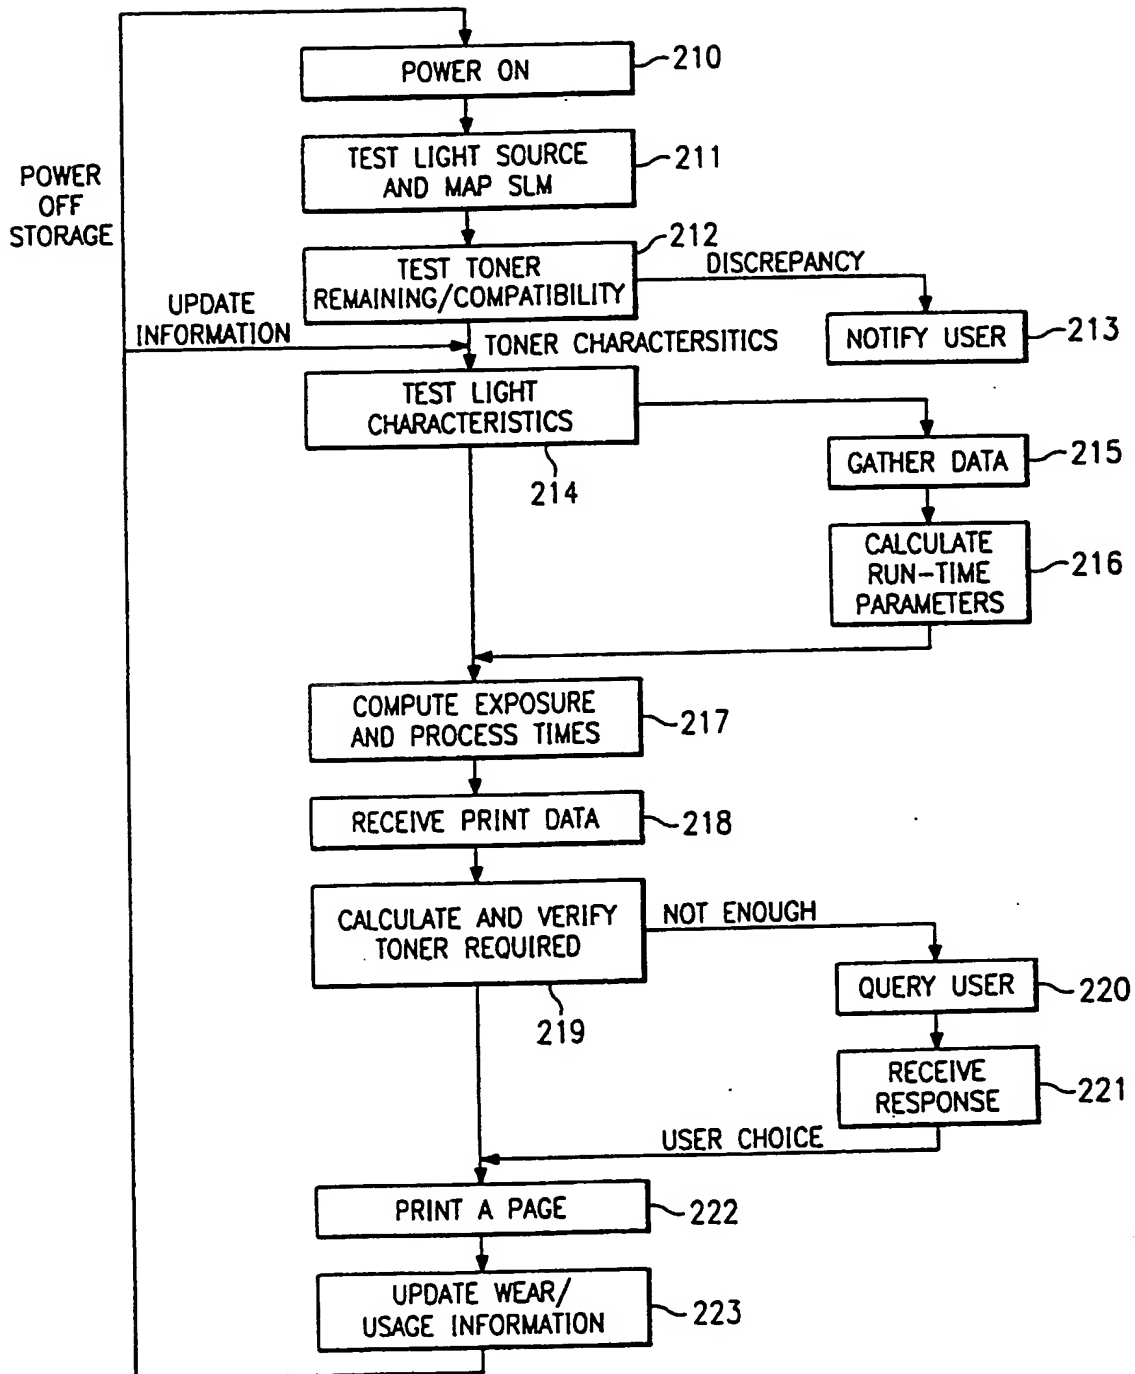 POWER ON
210
TEST LIGHT SOURCE
AND MAP SLM
211
POWER
OFF
STORAGE
TEST TONER
REMAINING/COMPATIBILITY
212
DISCREPANCY
NOTIFY USER
213
UPDATE
INFORMATION
TONER CHARACTERSITICS
TEST LIGHT
CHARACTERISTICS
214
GATHER DATA
215
CALCULATE
RUN-TIME
PARAMETERS
216
COMPUTE EXPOSURE
AND PROCESS TIMES
217
RECEIVE PRINT DATA
218
CALCULATE AND VERIFY
TONER REQUIRED
219
NOT ENOUGH
QUERY USER
220
RECEIVE
RESPONSE
221
USER CHOICE
PRINT A PAGE
222
UPDATE WEAR/
USAGE INFORMATION
223